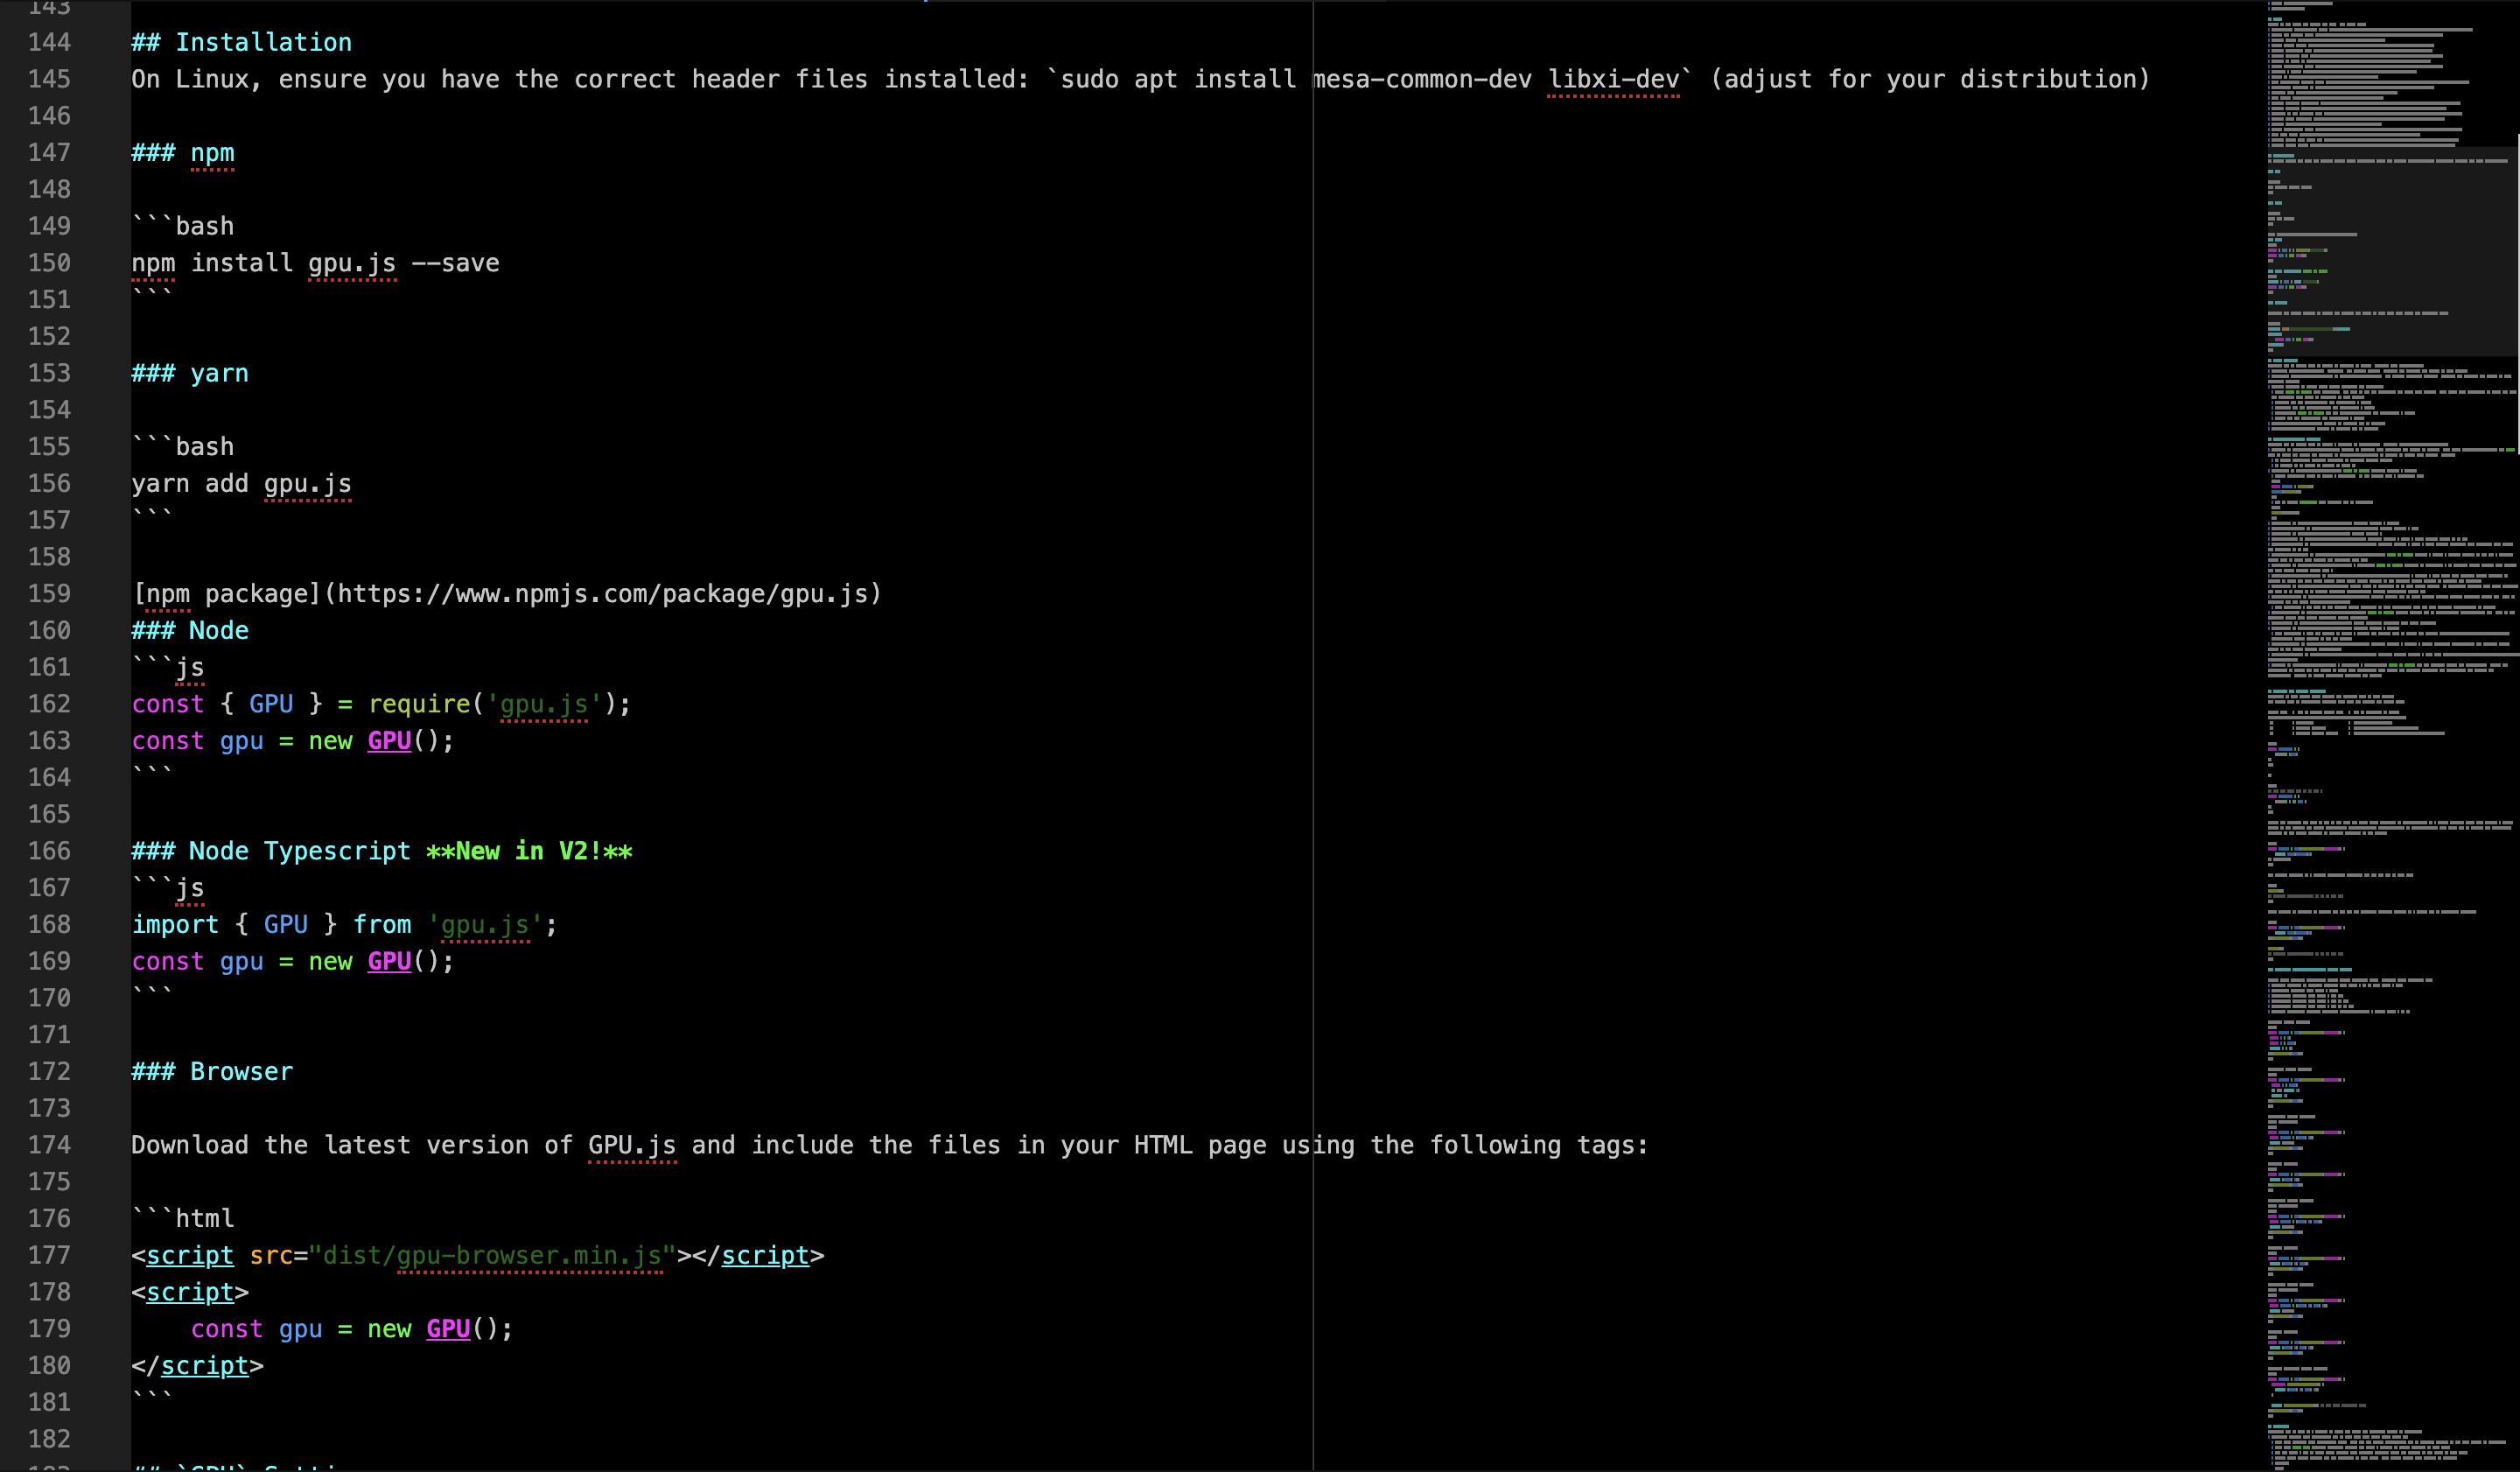 143
144 ## Installation
145 On Linux, ensure you have the correct header files installed: `sudo apt install mesa-common-dev libxi-dev` (adjust for your distribution)
146
147 ### npm
148
149 ```bash
150 npm install gpu.js --save
151 ```
152
153 ### yarn
154
155 ```bash
156 yarn add gpu.js
157 ```
158
159 [npm package](https://www.npmjs.com/package/gpu.js)
160 ### Node
161 ```js
162 const { GPU } = require('gpu.js');
163 const gpu = new GPU();
164 ```
165
166 ### Node Typescript **New in V2!**
167 ```js
168 import { GPU } from 'gpu.js';
169 const gpu = new GPU();
170 ```
171
172 ### Browser
173
174 Download the latest version of GPU.js and include the files in your HTML page using the following tags:
175
176 ```html
177 <script src="dist/gpu-browser.min.js"></script>
178 <script>
179     const gpu = new GPU();
180 </script>
181 ```
182